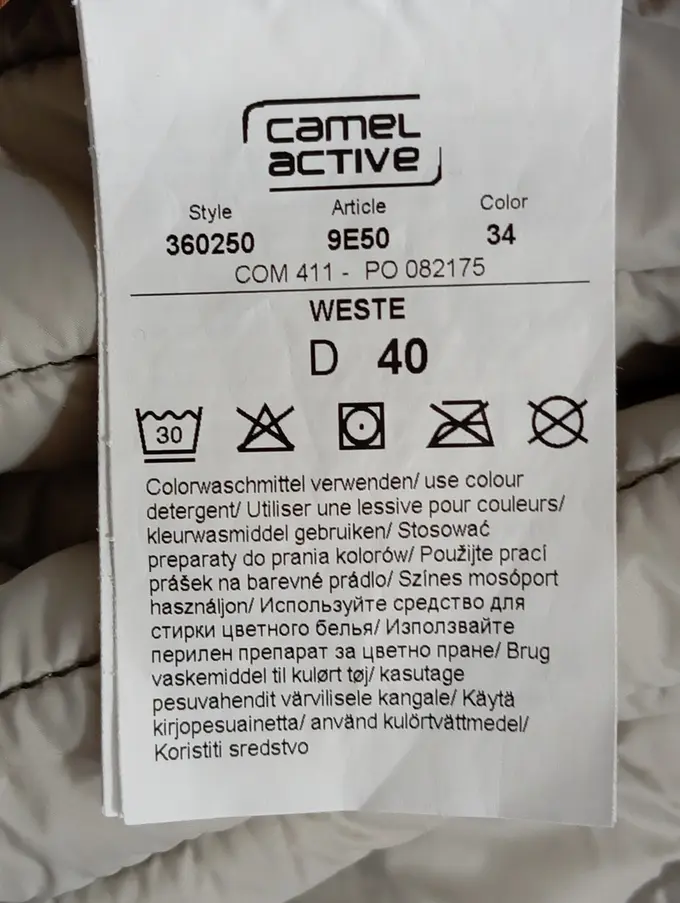 camel
active
Style Article Color
360250 9E50 34
COM 411 - PO 082175
WESTE
D 40
30
Colorwaschmittel verwenden/ use colour
detergent/ Utiliser une lessive pour couleurs/
kleurwasmiddel gebruiken/ Stosować
preparaty do prania kolorów/ Použijte prací
prášek na barevné prádlo/ Színes mosóport
használjon/ Используйте средство для
стирки цветного белья/ Използвайте
перилен препарат за цветно пране/ Brug
vaskemiddel til kulørt tøj/ kasutage
pesuvahendit värvilisele kangale/ Käytä
kirjopesuainetta/ använd kulörtvättmedel/
Koristiti sredstvo